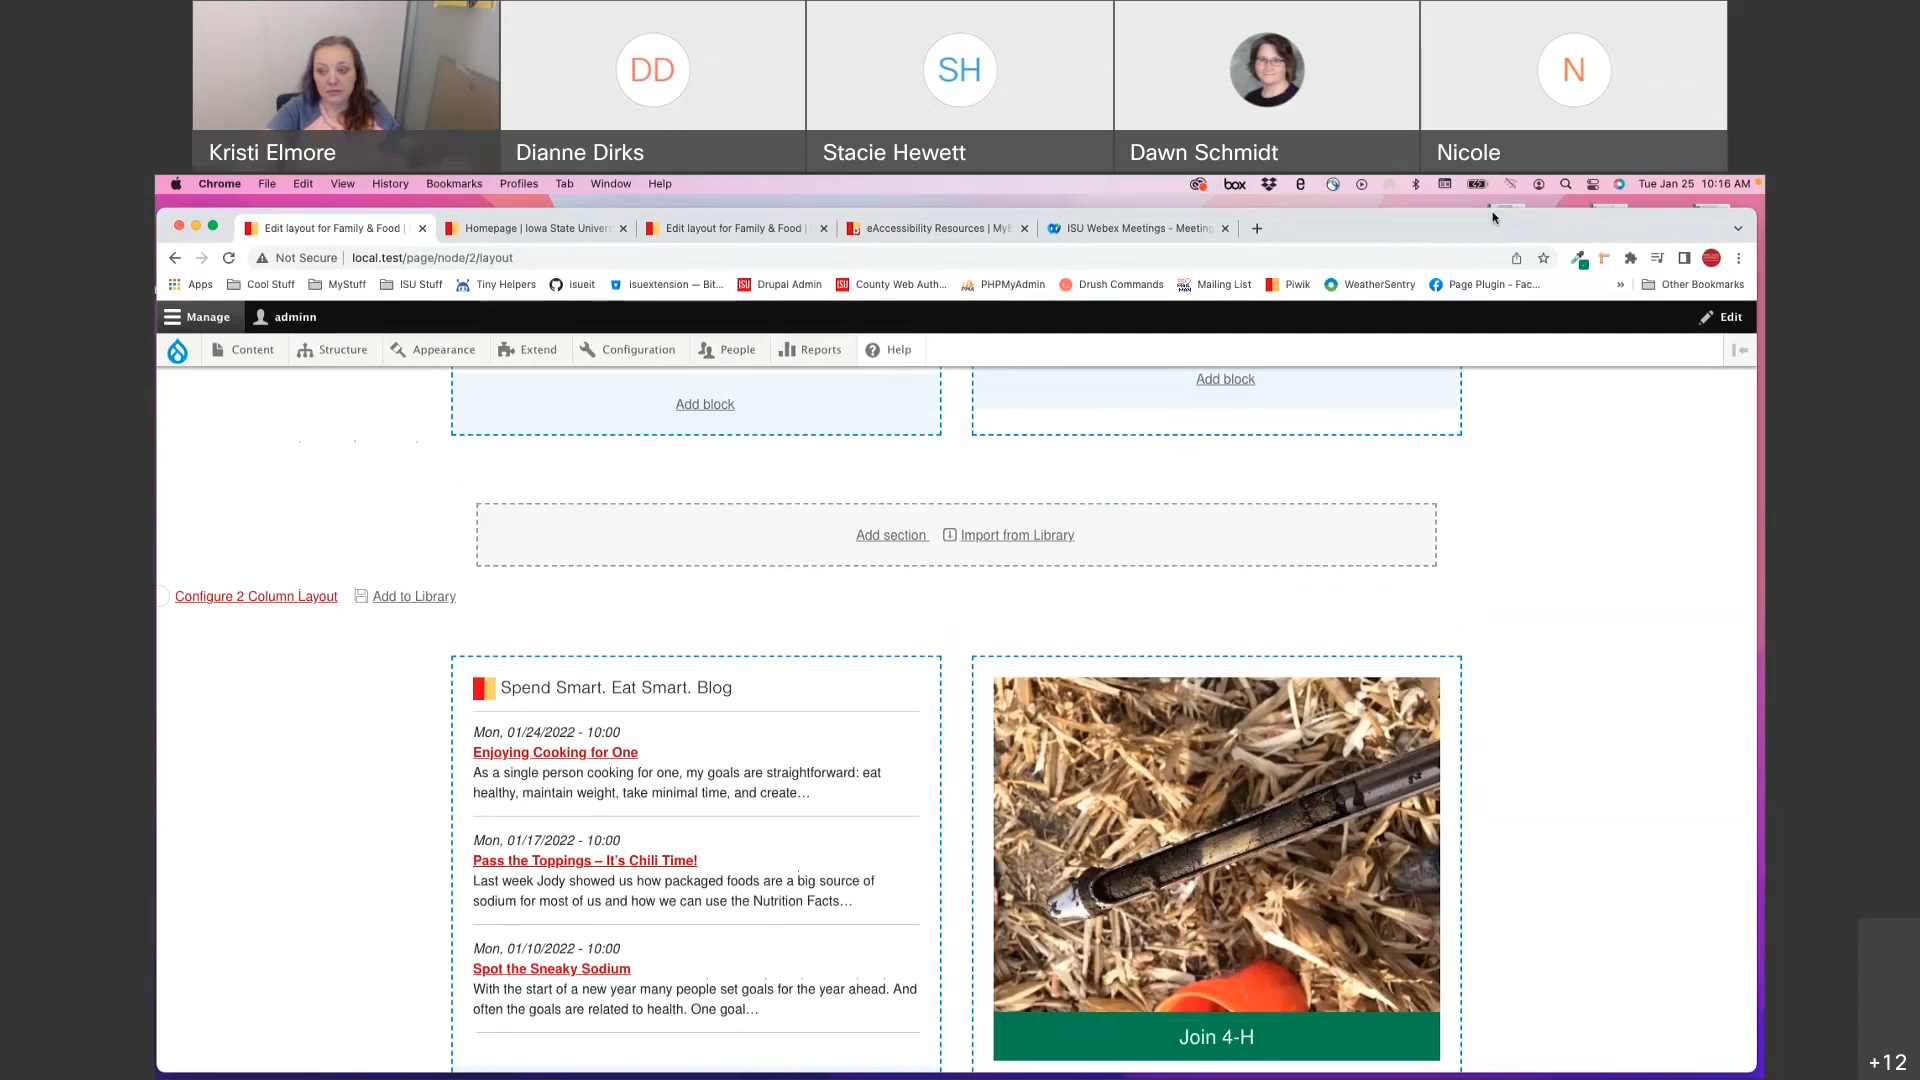 DD
SH
N
Kristi Elmore
Dianne Dirks
Stacie Hewett
Dawn Schmidt
Nicole
Chrome File Edit View History Bookmarks Profiles Tab Window Help
box
Tue Jan 25 10:16 AM
Edit layout for Family & Food |
Homepage | Iowa State Univer
Edit layout for Family & Food |
eAccessibility Resources | MyE
ISU Webex Meetings - Meeting
Not Secure | local.test/page/node/2/layout
Apps Cool Stuff MyStuff ISU Stuff Tiny Helpers isueit isuextension — Bit... Drupal Admin County Web Auth... PHPMyAdmin Drush Commands Mailing List Piwik WeatherSentry Page Plugin - Fac... » Other Bookmarks
Manage adminn Edit
Content Structure Appearance Extend Configuration People Reports Help
Add block
Add block
Add section Import from Library
Configure 2 Column Layout Add to Library
Spend Smart. Eat Smart. Blog
Mon, 01/24/2022 - 10:00
Enjoying Cooking for One
As a single person cooking for one, my goals are straightforward: eat
healthy, maintain weight, take minimal time, and create…
Mon, 01/17/2022 - 10:00
Pass the Toppings – It's Chili Time!
Last week Jody showed us how packaged foods are a big source of
sodium for most of us and how we can use the Nutrition Facts…
Mon, 01/10/2022 - 10:00
Spot the Sneaky Sodium
With the start of a new year many people set goals for the year ahead. And
often the goals are related to health. One goal…
Join 4-H
+12